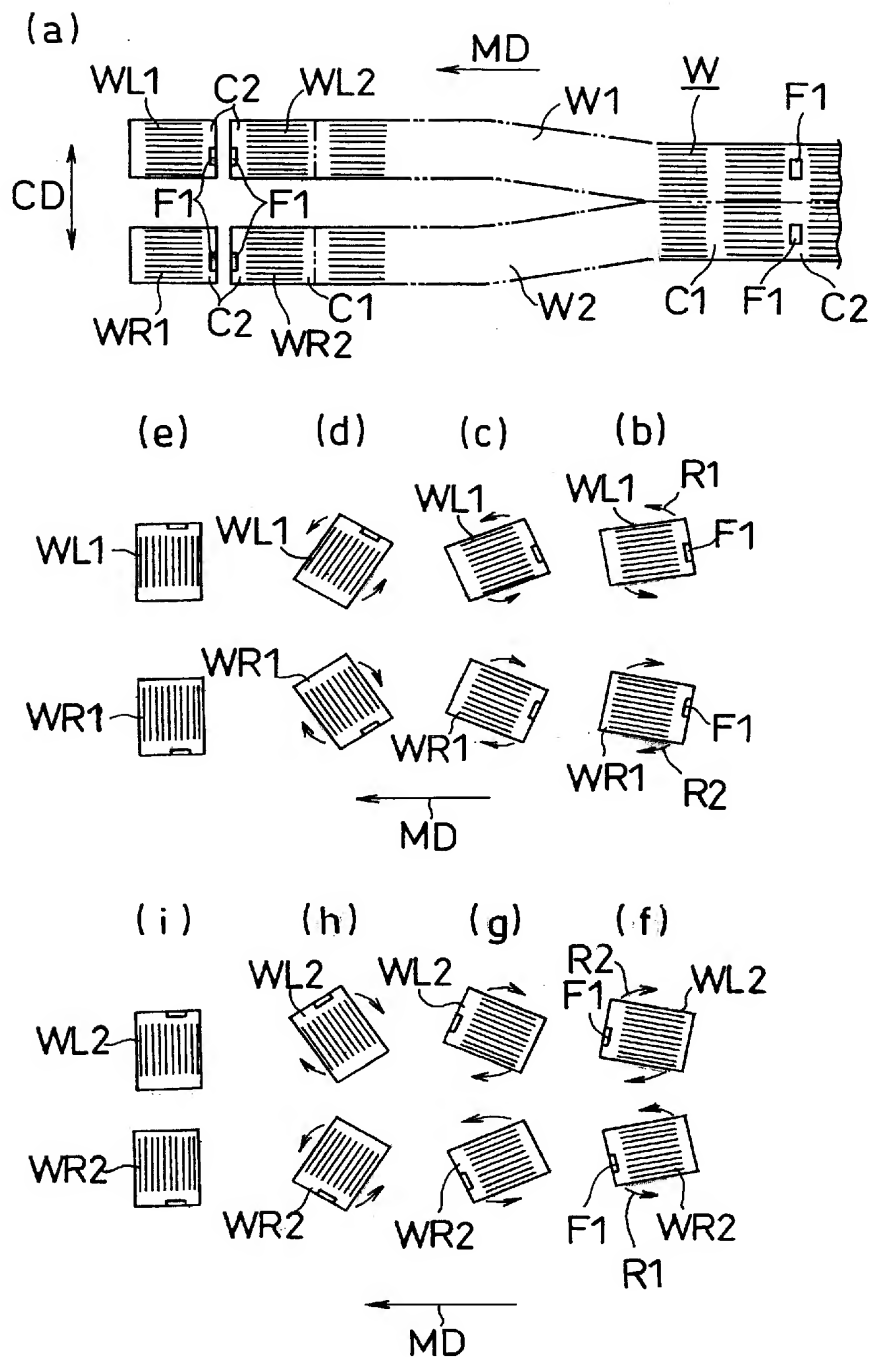 (a)
MD
WL1 C2 WL2 W1 W F1
CD
F1 F1
WR1 C2 WR2 C1 W2 C1 F1 C2
(e) (d) (c) (b)
WL1 WL1 WL1 WL1 R1 F1
WR1 WR1 WR1 WR1 F1 R2
MD
(i) (h) (g) (f)
WL2 WL2 WL2 F1 R2 WL2
WR2 WR2 WR2 F1 R1 WR2
MD